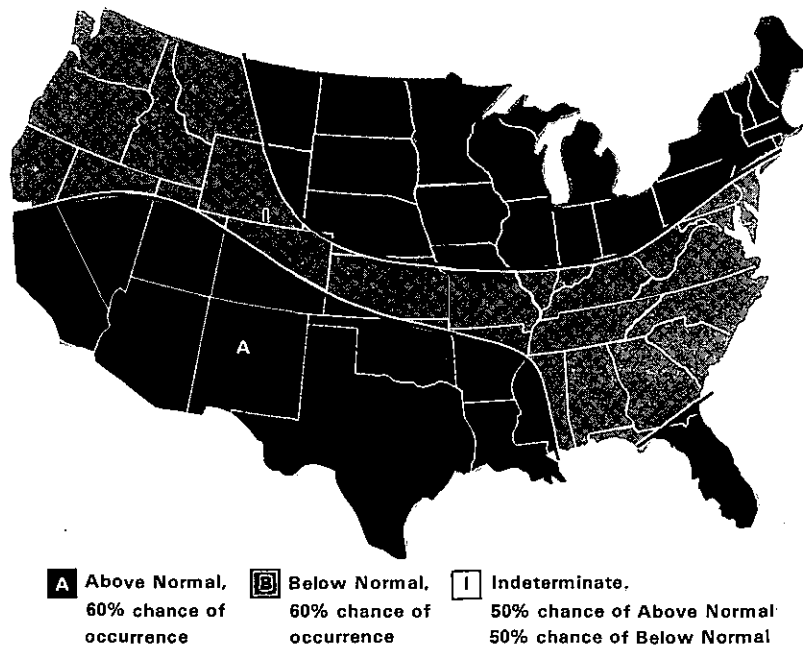 I
A
A Above Normal, 60% chance of occurrence
B Below Normal, 60% chance of occurrence
I Indeterminate, 50% chance of Above Normal 50% chance of Below Normal